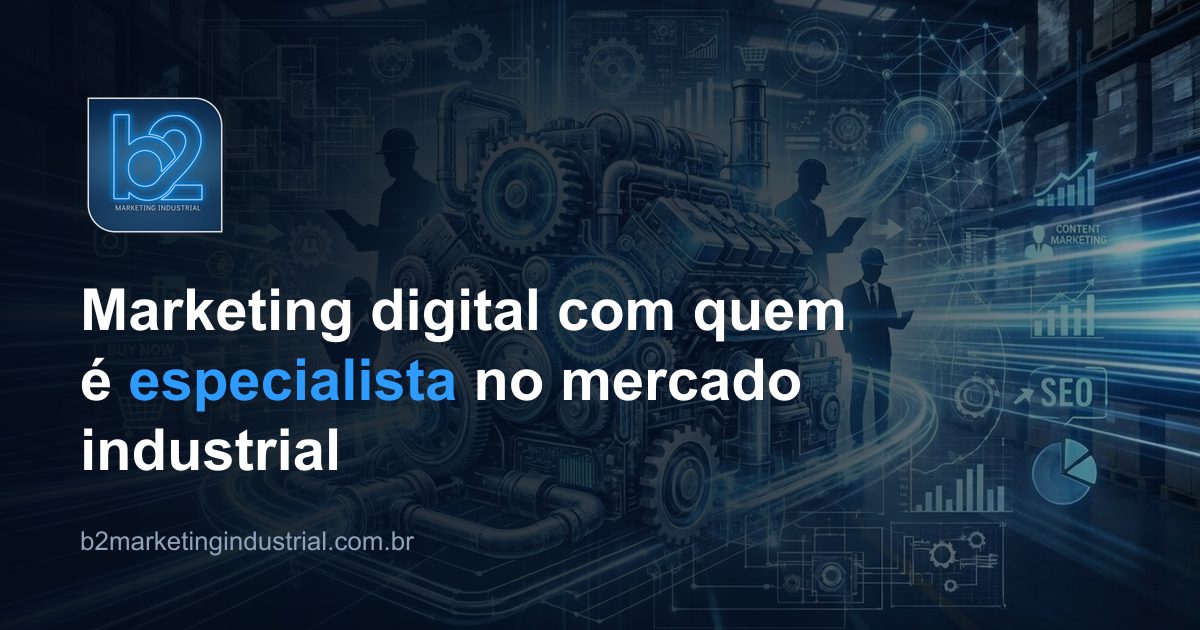 b2
MARKETING INDUSTRIAL
CONTENT
MARKETING
Marketing digital com quem
é especialista no mercado
industrial
BUY NOW
SEO
b2marketingindustrial.com.br